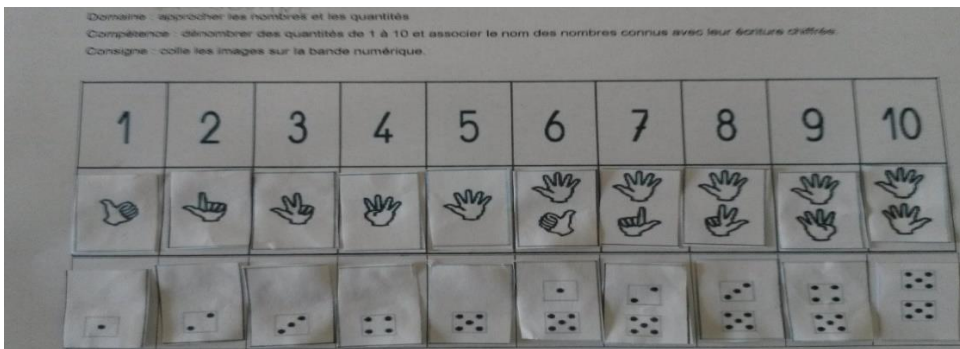 Domaine : approcher les nombres et les quantités
Compétence : dénombrer des quantités de 1 à 10 et associer le nom des nombres connus avec leur écriture chiffrée.
Consigne : colle les images sur la bande numérique.
1 2 3 4 5 6 7 8 9 10